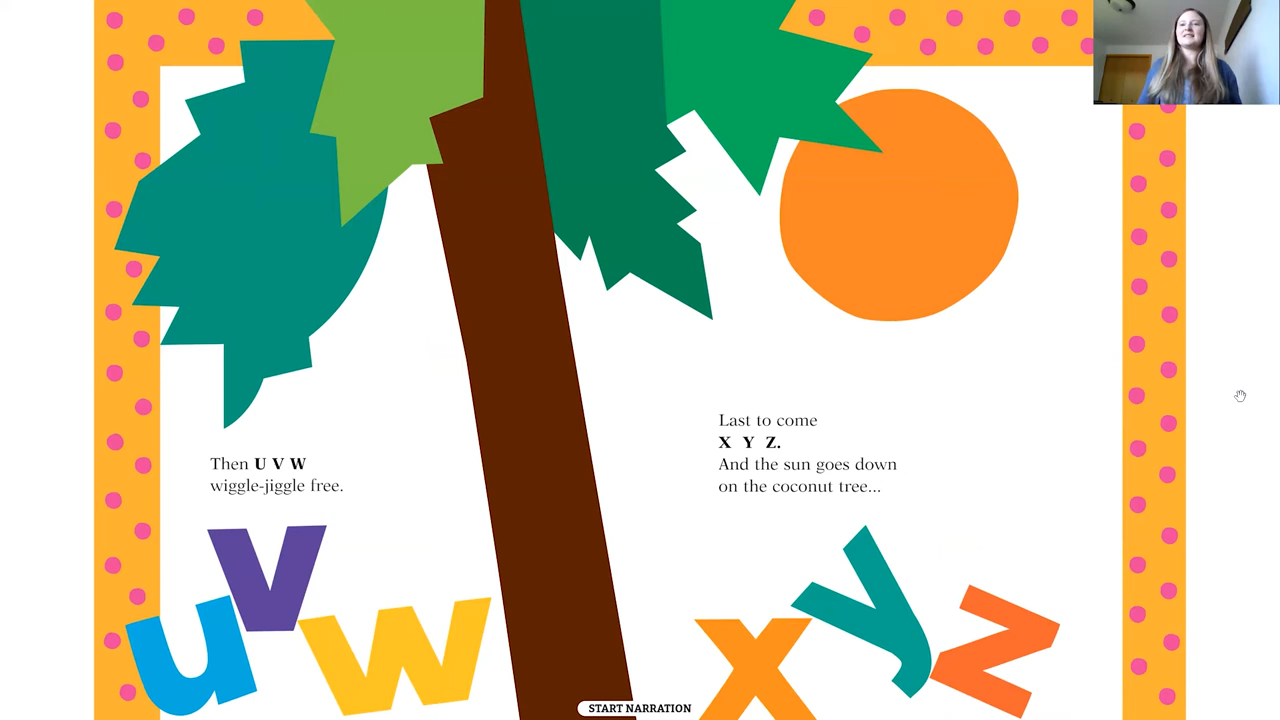 Then U V W
wiggle-jiggle free.
Last to come
X Y Z.
And the sun goes down
on the coconut tree...
u v w
x y z
START NARRATION